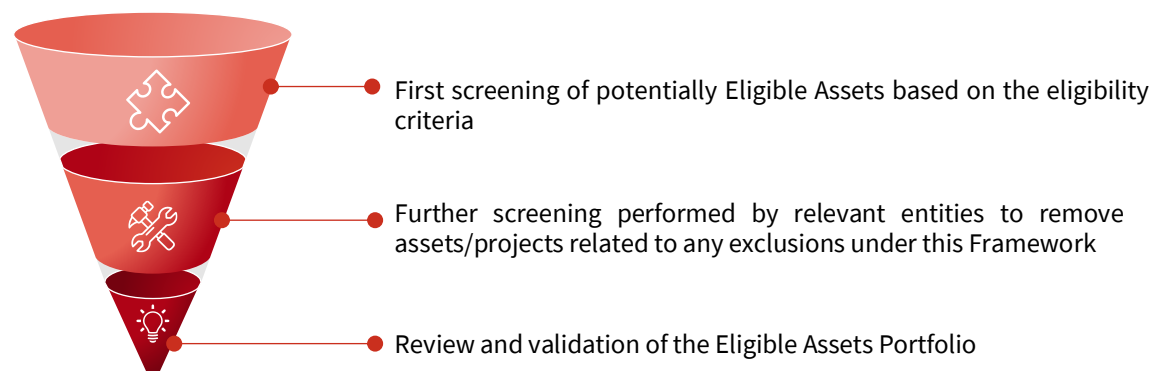 First screening of potentially Eligible Assets based on the eligibility
criteria
Further screening performed by relevant entities to remove
assets/projects related to any exclusions under this Framework
Review and validation of the Eligible Assets Portfolio